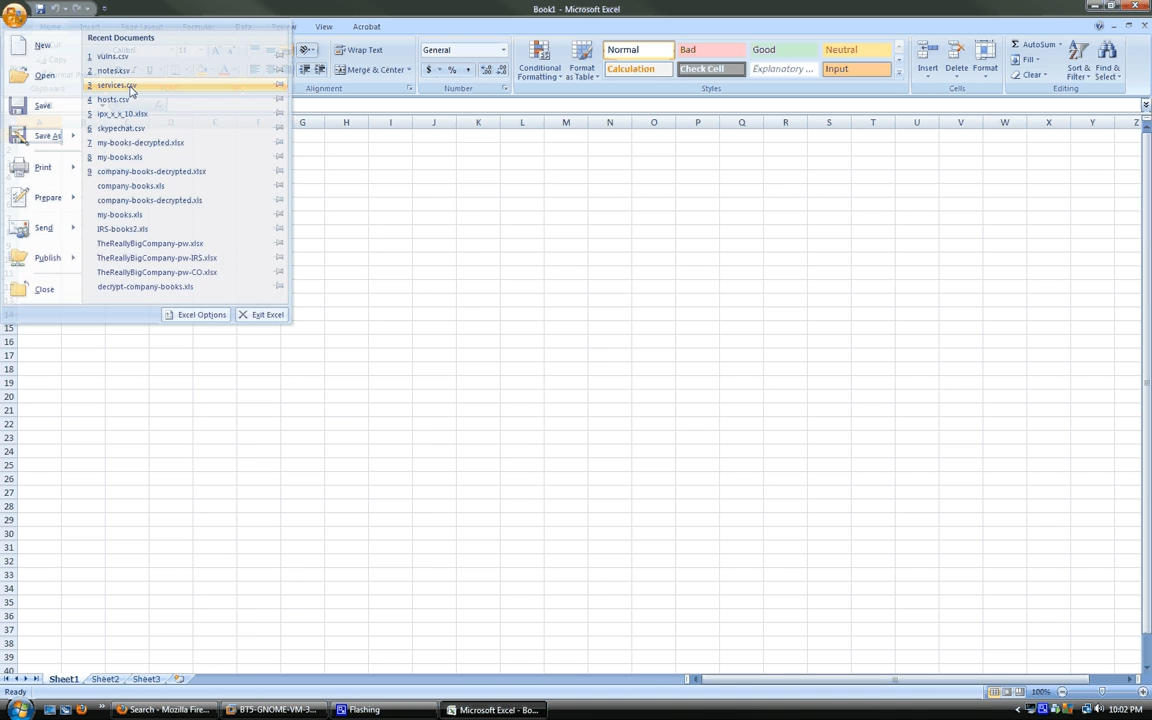 Book1 - Microsoft Excel
View Acrobat
Recent Documents
New
Open
Save
Save As
Print
Prepare
Send
Publish
Close
1 vulns.csv
2 notes.csv
3 services.csv
4 hosts.csv
5 ipx_x_x_10.xlsx
6 skypechat.csv
7 my-books-decrypted.xlsx
8 my-books.xls
9 company-books-decrypted.xlsx
company-books.xls
company-books-decrypted.xls
my-books.xls
IRS-books2.xls
TheReallyBigCompany-pw.xlsx
TheReallyBigCompany-pw-IRS.xlsx
TheReallyBigCompany-pw-CO.xlsx
decrypt-company-books.xls
Excel Options Exit Excel
Wrap Text
Merge & Center
Alignment
General
$ % ,
Number
Conditional Formatting
Format as Table
Normal Bad Good Neutral
Calculation Check Cell Explanatory ... Input
Styles
Insert Delete Format
Cells
AutoSum
Fill
Clear
Sort & Filter
Find & Select
Editing
G H I J K L M N O P Q R S T U V W X Y Z
14
15
16
17
18
19
20
21
22
23
24
25
26
27
28
29
30
31
32
33
34
35
36
37
38
39
40
Sheet1 Sheet2 Sheet3
Ready 100%
Search - Mozilla Fire... BT5-GNOME-VM-3... Flashing Microsoft Excel - Bo... 10:02 PM